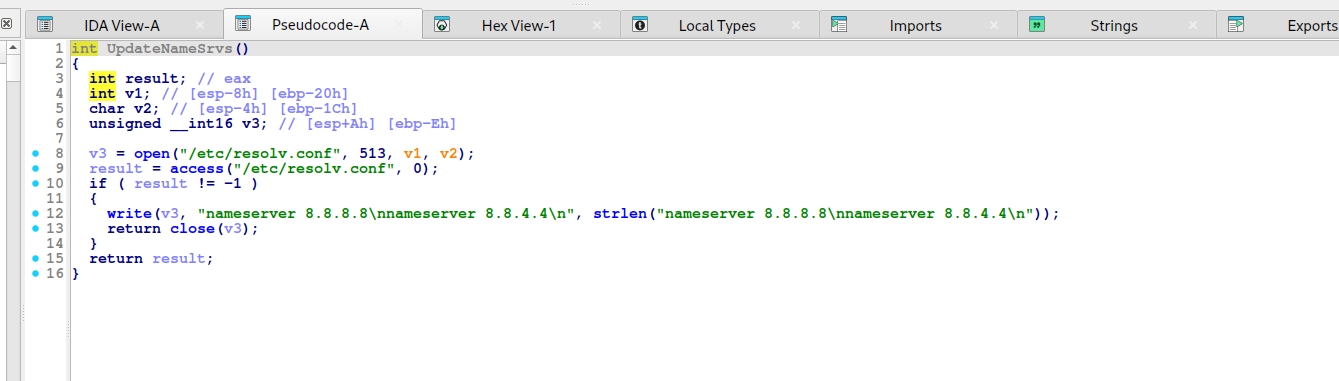 IDA View-A
Pseudocode-A
Hex View-1
Local Types
Imports
Strings
Exports
1 int UpdateNameSrvs()
2 {
3 int result; // eax
4 int v1; // [esp-8h] [ebp-20h]
5 char v2; // [esp-4h] [ebp-1Ch]
6 unsigned __int16 v3; // [esp+Ah] [ebp-Eh]
7
8 v3 = open("/etc/resolv.conf", 513, v1, v2);
9 result = access("/etc/resolv.conf", 0);
10 if ( result != -1 )
11 {
12 write(v3, "nameserver 8.8.8.8\nnameserver 8.8.4.4\n", strlen("nameserver 8.8.8.8\nnameserver 8.8.4.4\n"));
13 return close(v3);
14 }
15 return result;
16 }